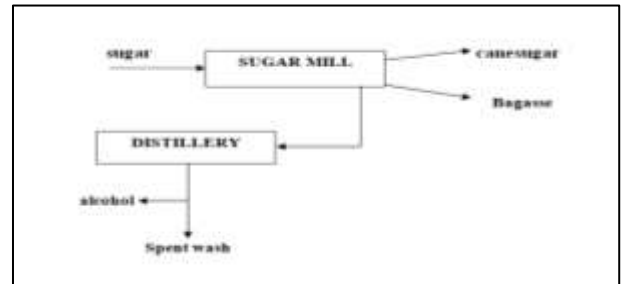 sugar
SUGAR MILL
canesugar
Bagasse
DISTILLERY
alcohol
Spent wash